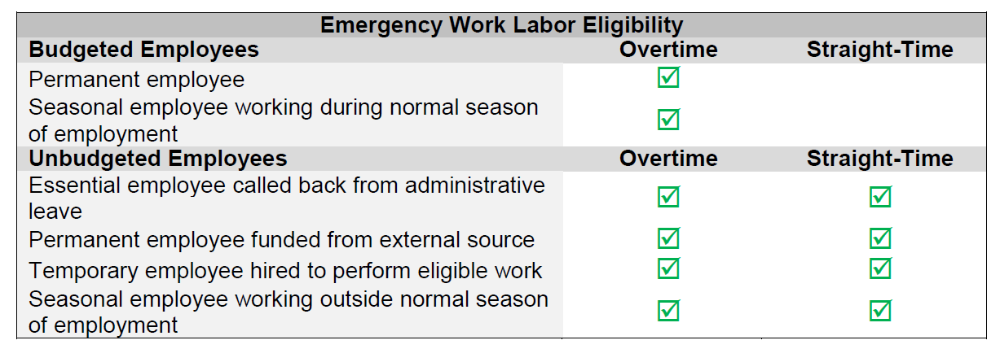 Emergency Work Labor Eligibility
Budgeted Employees Overtime Straight-Time
Permanent employee ☑
Seasonal employee working during normal season
of employment ☑
Unbudgeted Employees Overtime Straight-Time
Essential employee called back from administrative
leave ☑ ☑
Permanent employee funded from external source ☑ ☑
Temporary employee hired to perform eligible work ☑ ☑
Seasonal employee working outside normal season
of employment ☑ ☑